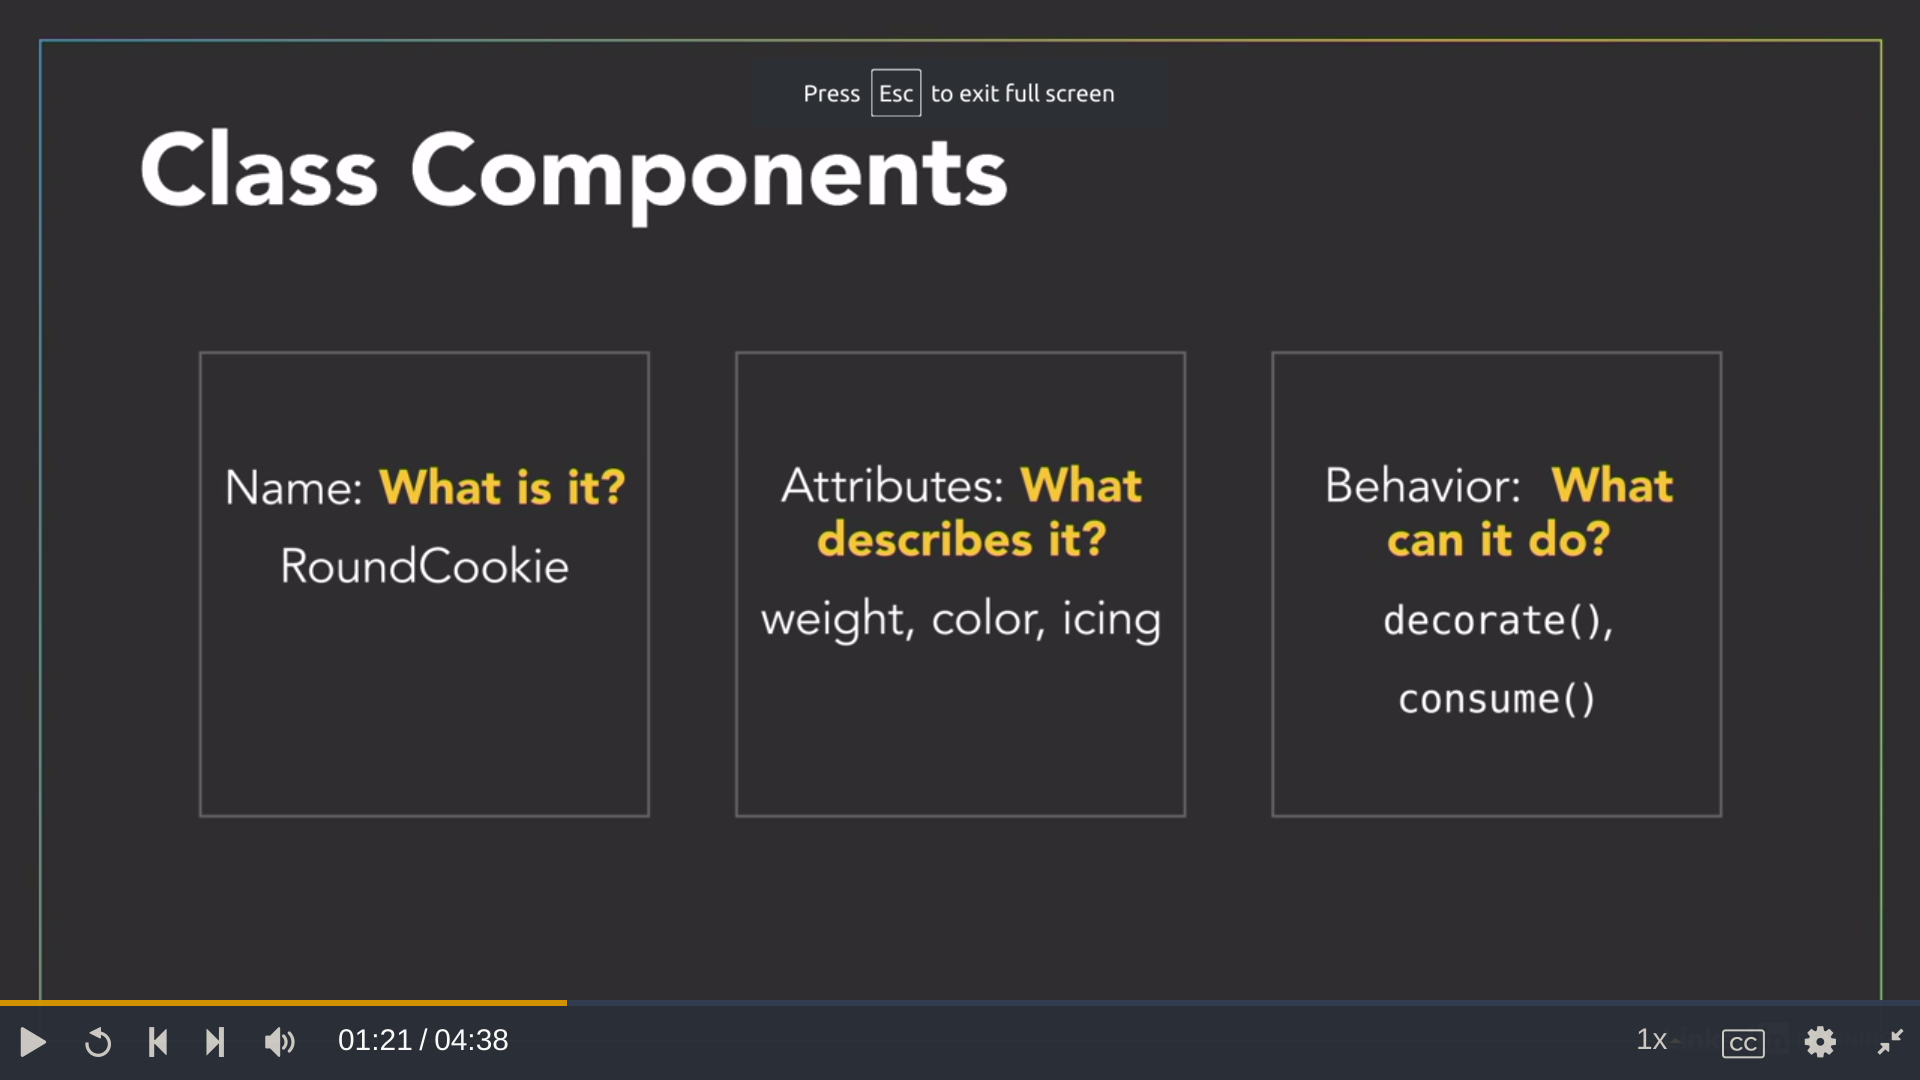 Press Esc to exit full screen
Class Components
Name: What is it?
RoundCookie
Attributes: What
describes it?
weight, color, icing
Behavior: What
can it do?
decorate(),
consume()
01:21 / 04:38
1x
CC